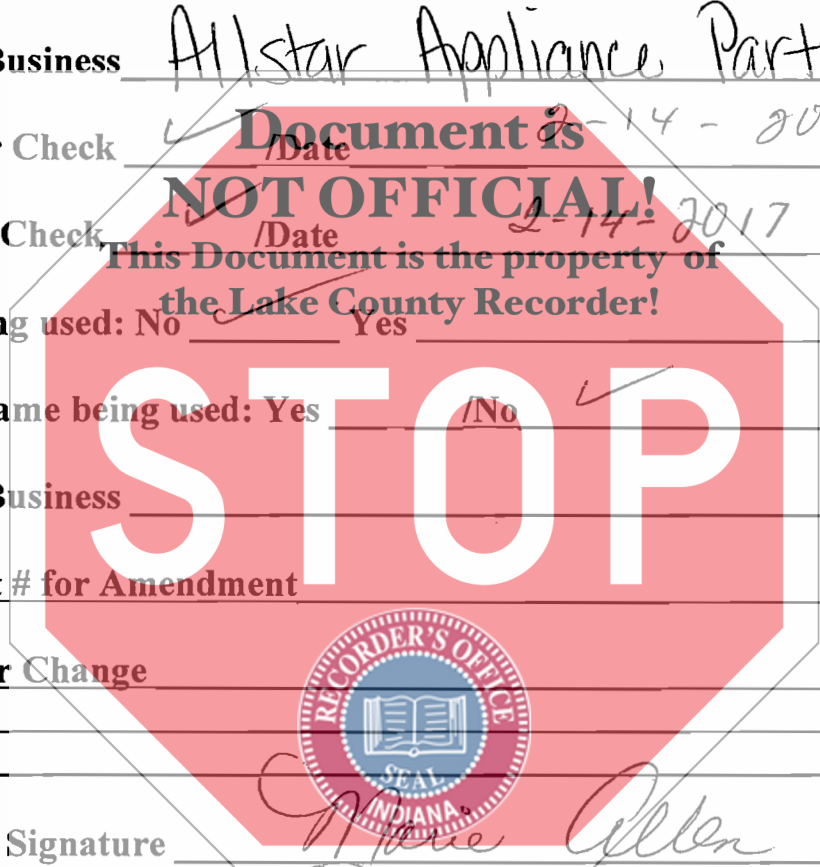 Business Allstar Appliance Part
Check ✓ /Date 2-14-20
Document is
NOT OFFICIAL!
Check ✓ /Date 2-14-2017
This Document is the property of
the Lake County Recorder!
ng used: No ✓ Yes
ame being used: Yes /No ✓
STOP
Business
# for Amendment
r Change
RECORDER'S OFFICE
SEAL
INDIANA
Signature Marie Allen